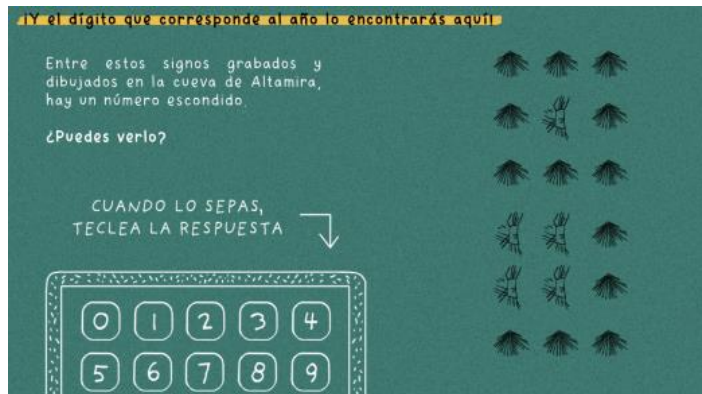 ¡Y el dígito que corresponde al año lo encontrarás aquí!
Entre estos signos grabados y
dibujados en la cueva de Altamira,
hay un número escondido.
¿Puedes verlo?
CUANDO LO SEPAS,
TECLEA LA RESPUESTA
0 1 2 3 4
5 6 7 8 9